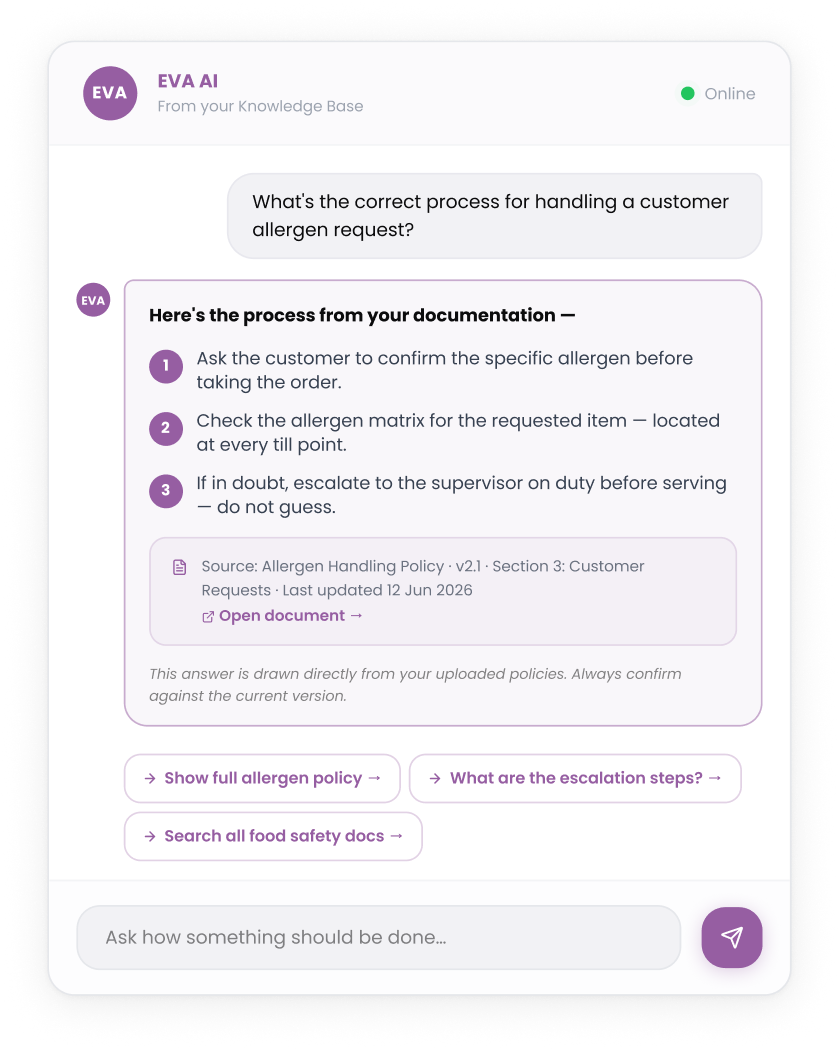 EVA
EVA AI
From your Knowledge Base
Online
What's the correct process for handling a customer
allergen request?
EVA
Here's the process from your documentation —
1 Ask the customer to confirm the specific allergen before
taking the order.
2 Check the allergen matrix for the requested item — located
at every till point.
3 If in doubt, escalate to the supervisor on duty before serving
— do not guess.
Source: Allergen Handling Policy · v2.1 · Section 3: Customer
Requests · Last updated 12 Jun 2026
Open document →
This answer is drawn directly from your uploaded policies. Always confirm
against the current version.
→ Show full allergen policy →
→ What are the escalation steps? →
→ Search all food safety docs →
Ask how something should be done...